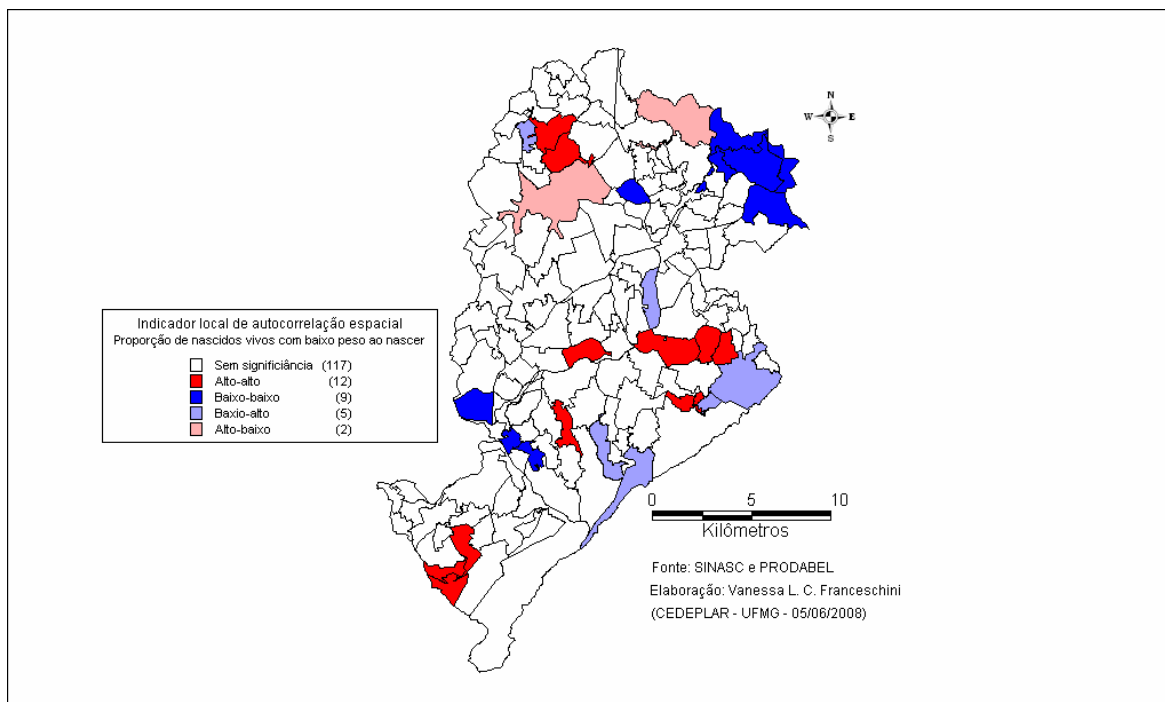 N
W E
S
Indicador local de autocorrelação espacial
Proporção de nascidos vivos com baixo peso ao nascer
Sem significiância (117)
Alto-alto (12)
Baixo-baixo (9)
Baxio-alto (5)
Alto-baixo (2)
0 5 10
Kilômetros
Fonte: SINASC e PRODABEL
Elaboração: Vanessa L. C. Franceschini
(CEDEPLAR - UFMG - 05/06/2008)